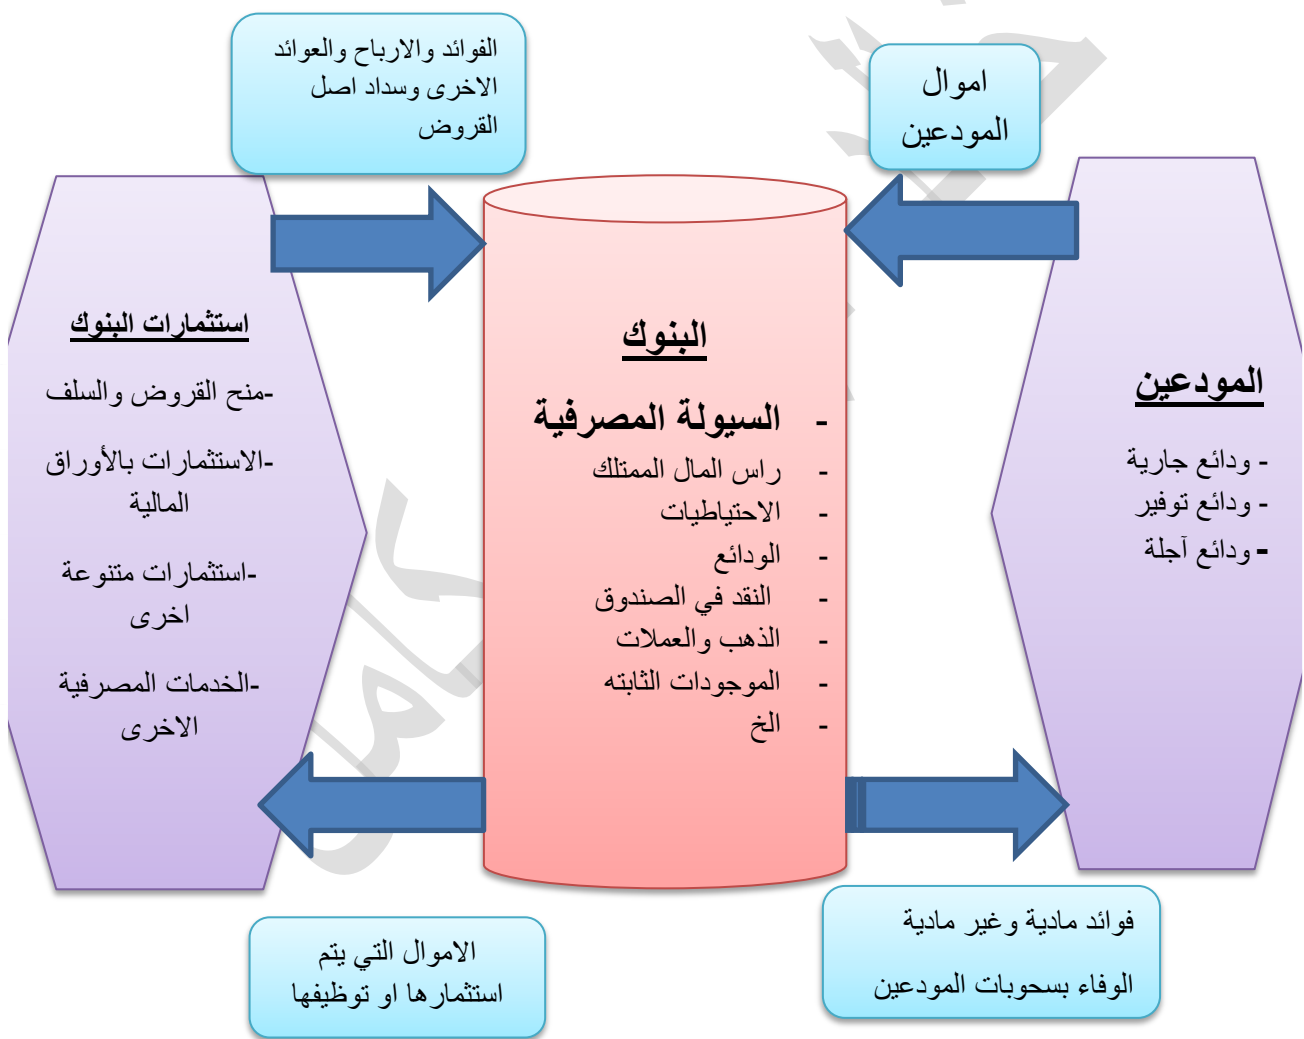 اموال
المودعين
الفوائد والارباح والعوائد
الاخرى وسداد اصل
القروض
المودعين
- ودائع جارية
- ودائع توفير
- ودائع آجلة
البنوك
- السيولة المصرفية
- راس المال الممتلك
- الاحتياطيات
- الودائع
- النقد في الصندوق
- الذهب والعملات
- الموجودات الثابته
- الخ
استثمارات البنوك
-منح القروض والسلف
-الاستثمارات بالأوراق
المالية
-استثمارات متنوعة
اخرى
-الخدمات المصرفية
الاخرى
فوائد مادية وغير مادية
الوفاء بسحوبات المودعين
الاموال التي يتم
استثمارها او توظيفها